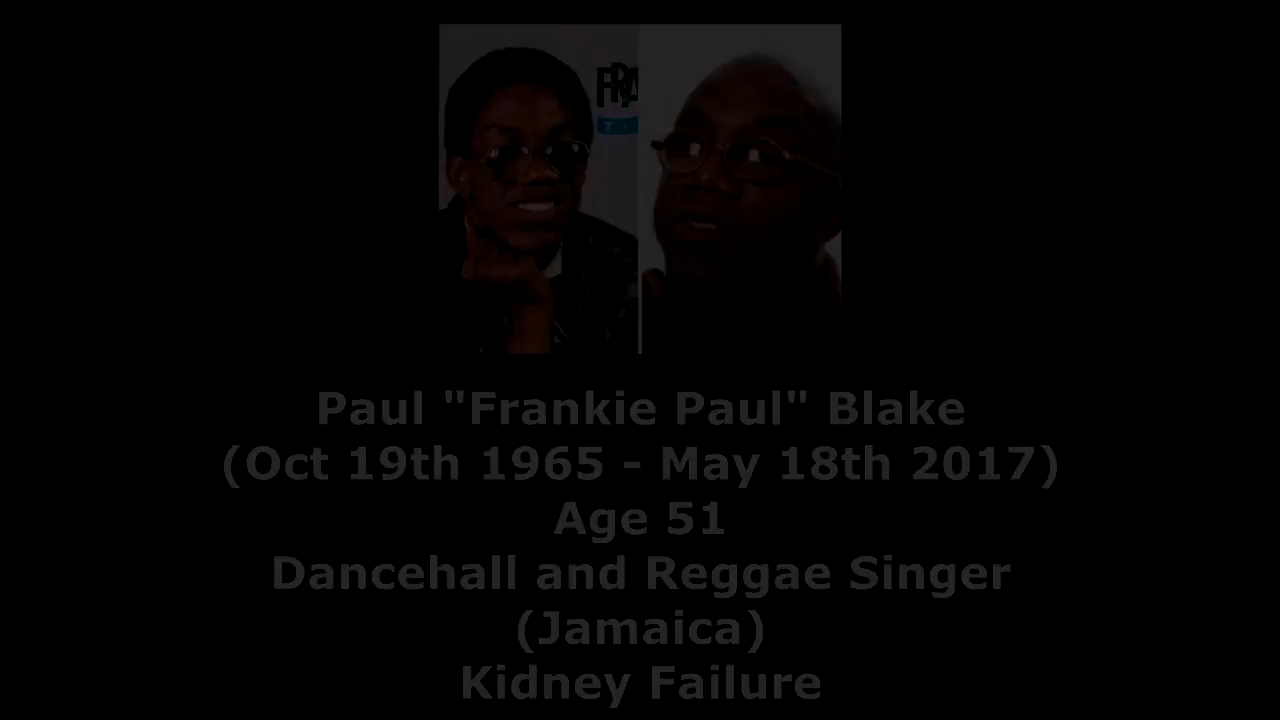 FRA
T
Paul "Frankie Paul" Blake
(Oct 19th 1965 - May 18th 2017)
Age 51
Dancehall and Reggae Singer
(Jamaica)
Kidney Failure